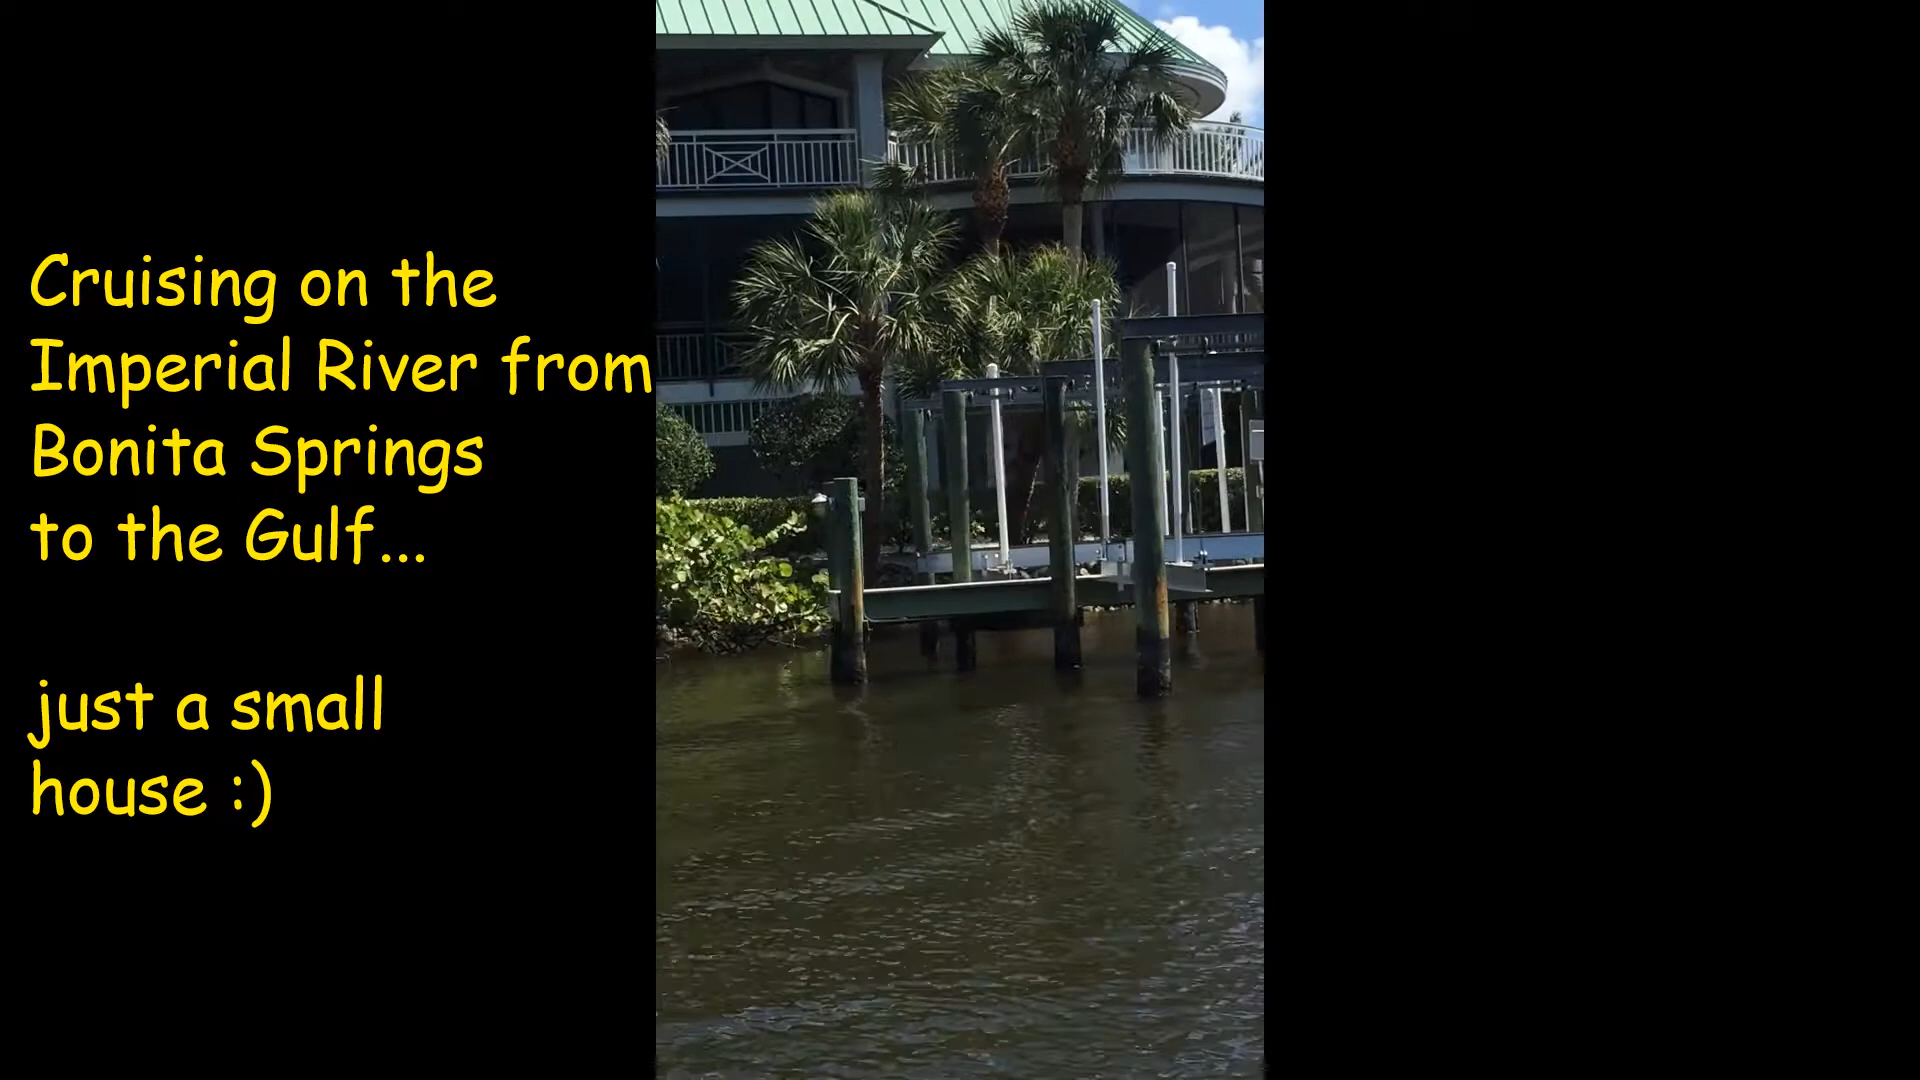 Cruising on the
Imperial River from
Bonita Springs
to the Gulf...
just a small
house :)